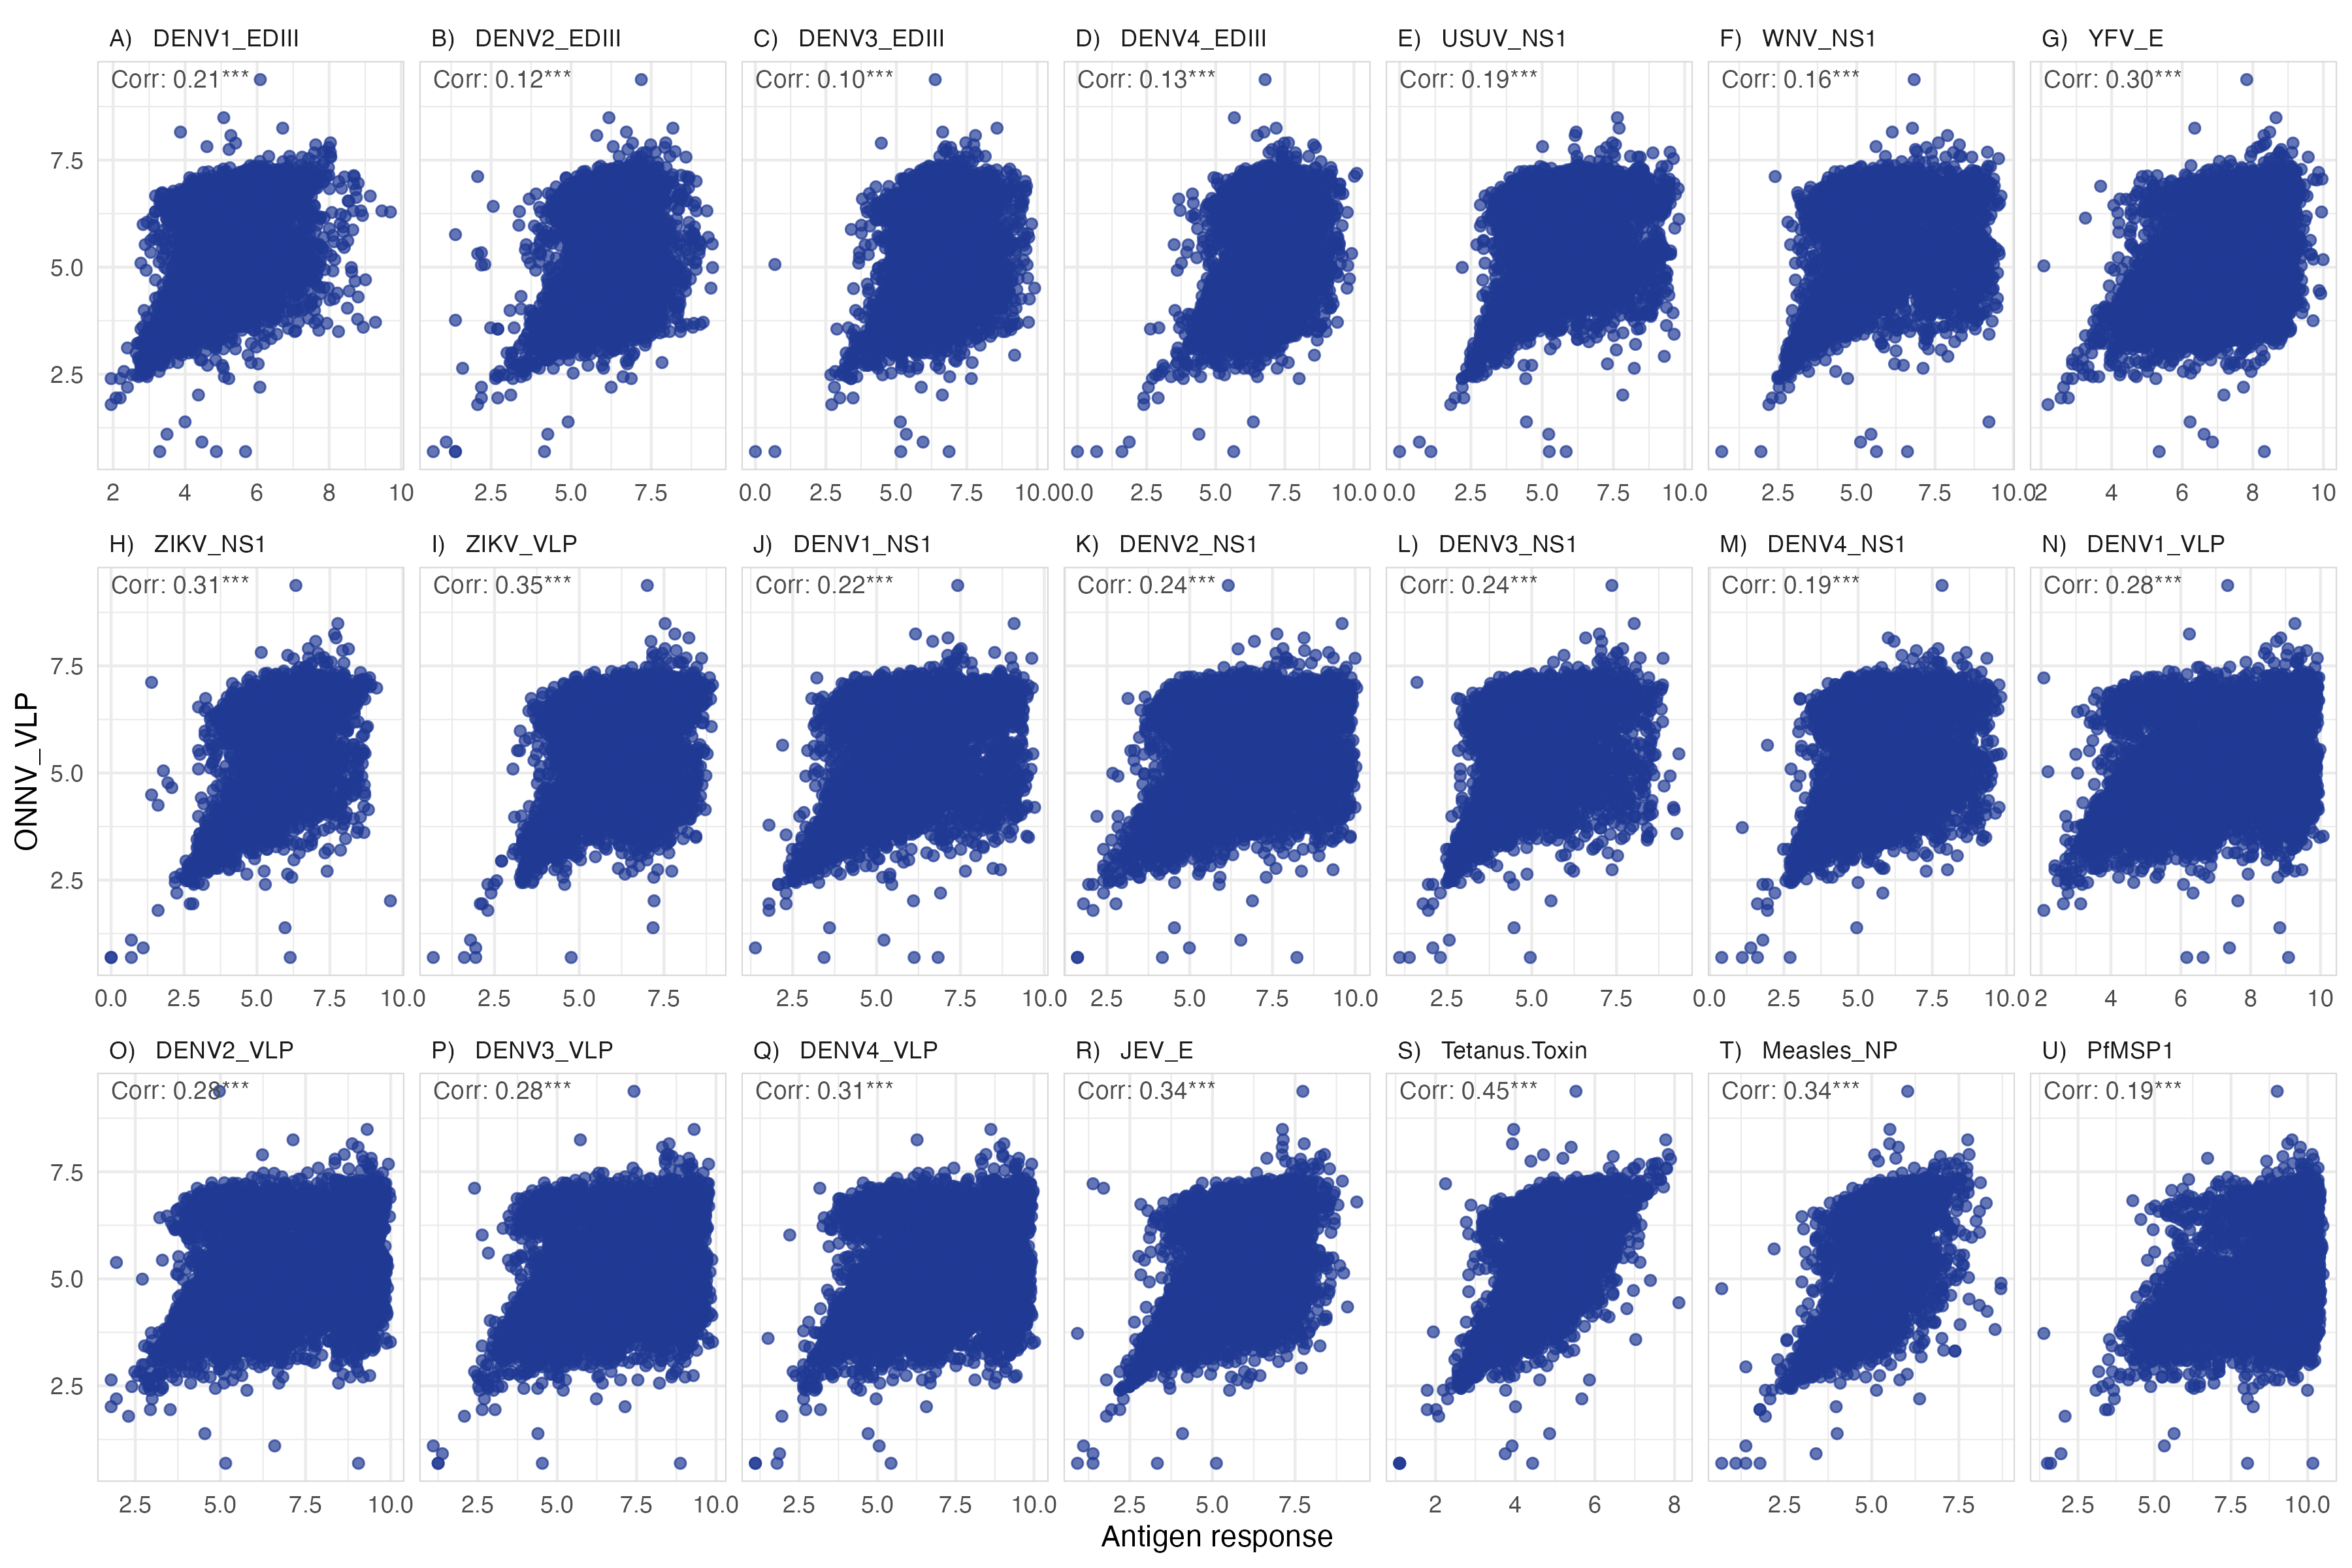 A) DENV1_EDIII B) DENV2_EDIII C) DENV3_EDIII D) DENV4_EDIII E) USUV_NS1 F) WNV_NS1 G) YFV_E
Corr: 0.21*** Corr: 0.12*** Corr: 0.10*** Corr: 0.13*** Corr: 0.19*** Corr: 0.16*** Corr: 0.30***
7.5
5.0
2.5
2 4 6 8 10 2.5 5.0 7.5 0.0 2.5 5.0 7.5 10.0 0.0 2.5 5.0 7.5 10.0 0.0 2.5 5.0 7.5 10.0 2.5 5.0 7.5 10.0 2 4 6 8 10
H) ZIKV_NS1 I) ZIKV_VLP J) DENV1_NS1 K) DENV2_NS1 L) DENV3_NS1 M) DENV4_NS1 N) DENV1_VLP
Corr: 0.31*** Corr: 0.35*** Corr: 0.22*** Corr: 0.24*** Corr: 0.24*** Corr: 0.19*** Corr: 0.28***
7.5
5.0
2.5
ONNV_VLP
0.0 2.5 5.0 7.5 10.0 2.5 5.0 7.5 2.5 5.0 7.5 10.0 2.5 5.0 7.5 10.0 2.5 5.0 7.5 0.0 2.5 5.0 7.5 10.0 2 4 6 8 10
O) DENV2_VLP P) DENV3_VLP Q) DENV4_VLP R) JEV_E S) Tetanus.Toxin T) Measles_NP U) PfMSP1
Corr: 0.28*** Corr: 0.28*** Corr: 0.31*** Corr: 0.34*** Corr: 0.45*** Corr: 0.34*** Corr: 0.19***
7.5
5.0
2.5
2.5 5.0 7.5 10.0 2.5 5.0 7.5 10.0 2.5 5.0 7.5 10.0 2.5 5.0 7.5 2 4 6 8 2.5 5.0 7.5 2.5 5.0 7.5 10.0
Antigen response